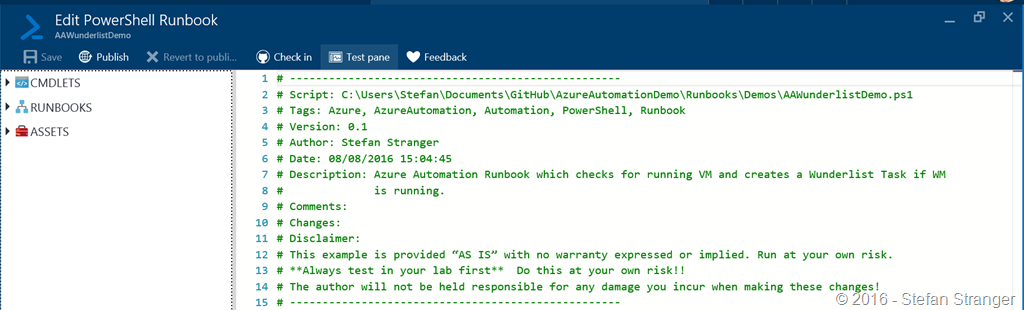 Edit PowerShell Runbook
AAWunderlistDemo
Save Publish Revert to publi... Check in Test pane Feedback
CMDLETS
RUNBOOKS
ASSETS
1 # --------------------------------------------------
2 # Script: C:\Users\Stefan\Documents\GitHub\AzureAutomationDemo\Runbooks\Demos\AAWunderlistDemo.ps1
3 # Tags: Azure, AzureAutomation, Automation, PowerShell, Runbook
4 # Version: 0.1
5 # Author: Stefan Stranger
6 # Date: 08/08/2016 15:04:45
7 # Description: Azure Automation Runbook which checks for running VM and creates a Wunderlist Task if WM
8 # is running.
9 # Comments:
10 # Changes:
11 # Disclaimer:
12 # This example is provided “AS IS” with no warranty expressed or implied. Run at your own risk.
13 # **Always test in your lab first** Do this at your own risk!!
14 # The author will not be held responsible for any damage you incur when making these changes!
15 # --------------------------------------------------
© 2016 - Stefan Stranger